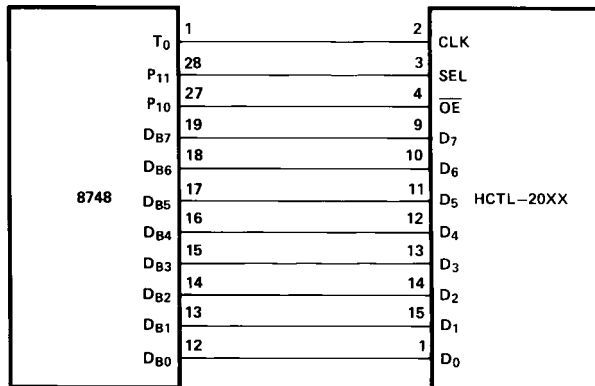 T0 1 2 CLK
P11 28 3 SEL
P10 27 4 OE
DB7 19 9 D7
DB6 18 10 D6
8748 DB5 17 11 D5 HCTL–20XX
DB4 16 12 D4
DB3 15 13 D3
DB2 14 14 D2
DB1 13 15 D1
DB0 12 1 D0